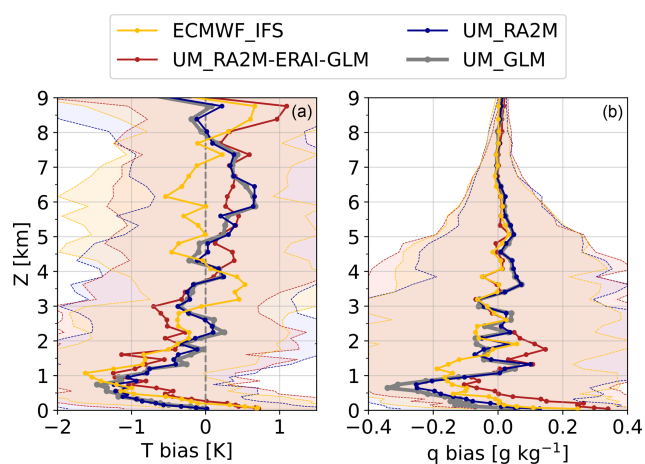 ECMWF_IFS UM_RA2M
UM_RA2M-ERAI-GLM UM_GLM
9 (a) 9 (b)
8 8
7 7
6 6
5 5
4 4
3 3
2 2
1 1
0 0
Z [km]
−2 −1 0 1 −0.4 −0.2 0.0 0.2 0.4
T bias [K] q bias [g kg⁻¹]